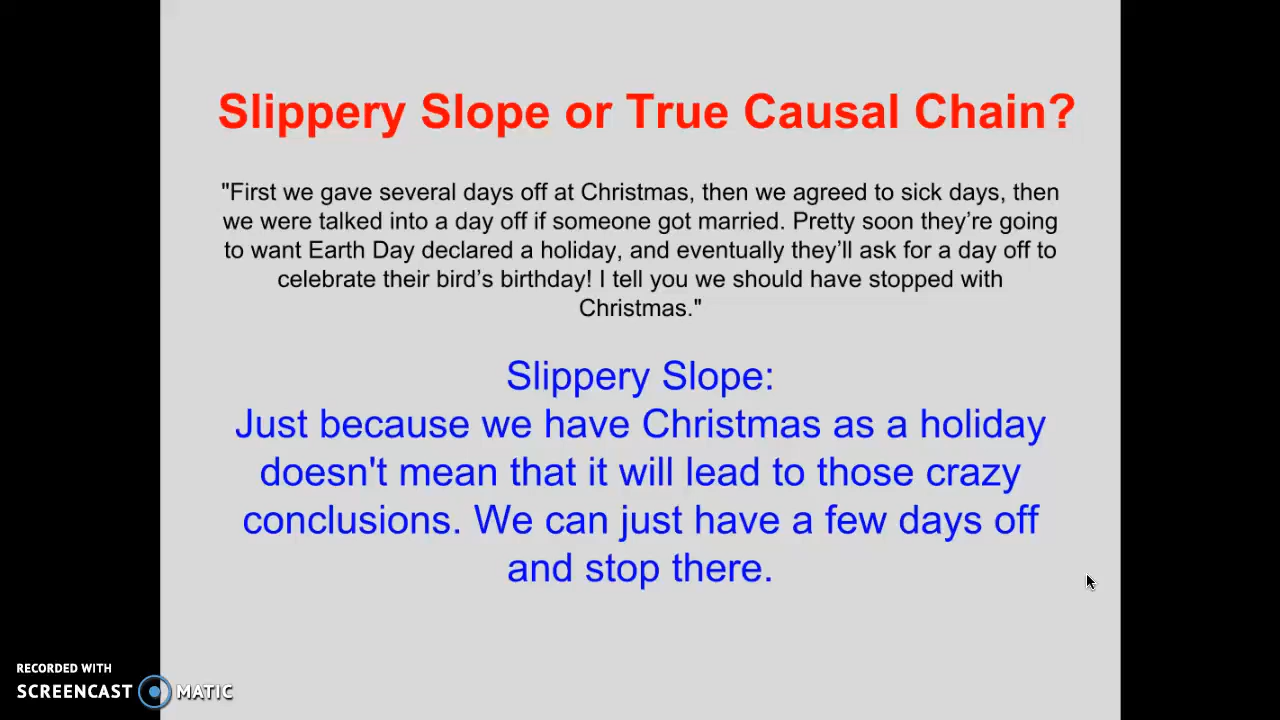 Slippery Slope or True Causal Chain?
"First we gave several days off at Christmas, then we agreed to sick days, then
we were talked into a day off if someone got married. Pretty soon they’re going
to want Earth Day declared a holiday, and eventually they’ll ask for a day off to
celebrate their bird’s birthday! I tell you we should have stopped with
Christmas."
Slippery Slope:
Just because we have Christmas as a holiday
doesn't mean that it will lead to those crazy
conclusions. We can just have a few days off
and stop there.
RECORDED WITH
SCREENCAST MATIC